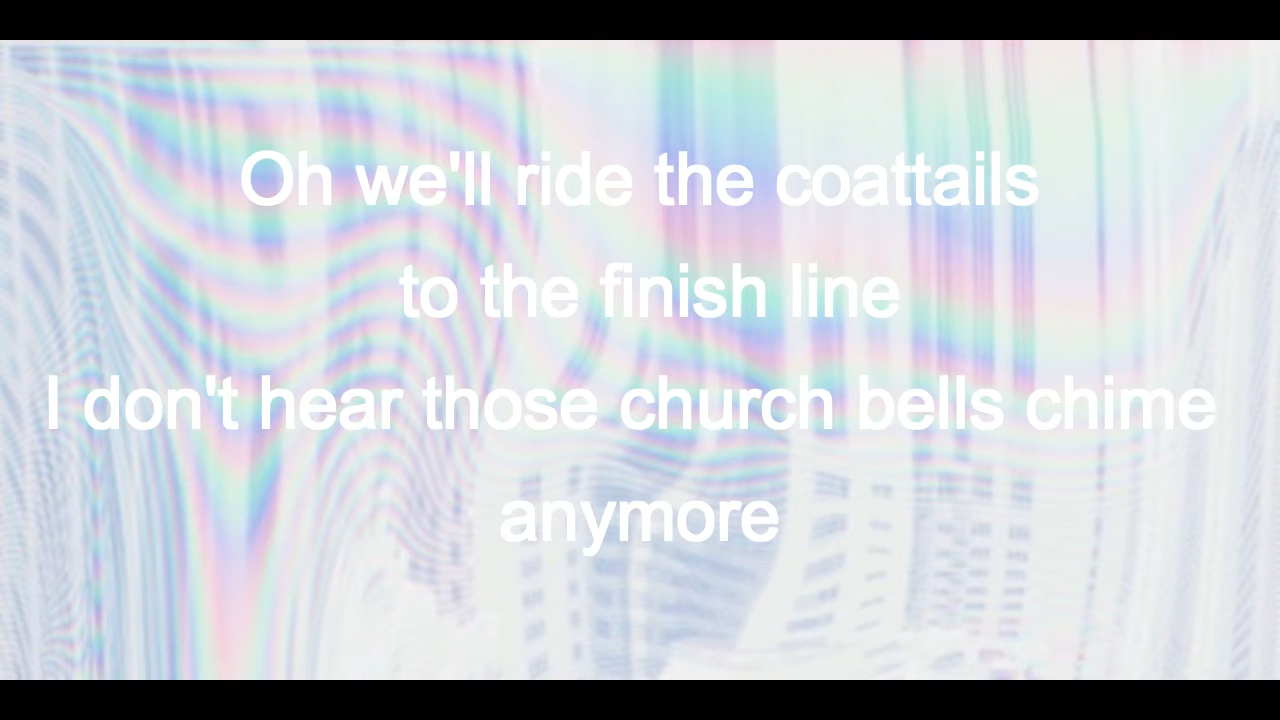 Oh we'll ride the coattails
to the finish line
I don't hear those church bells chime
anymore